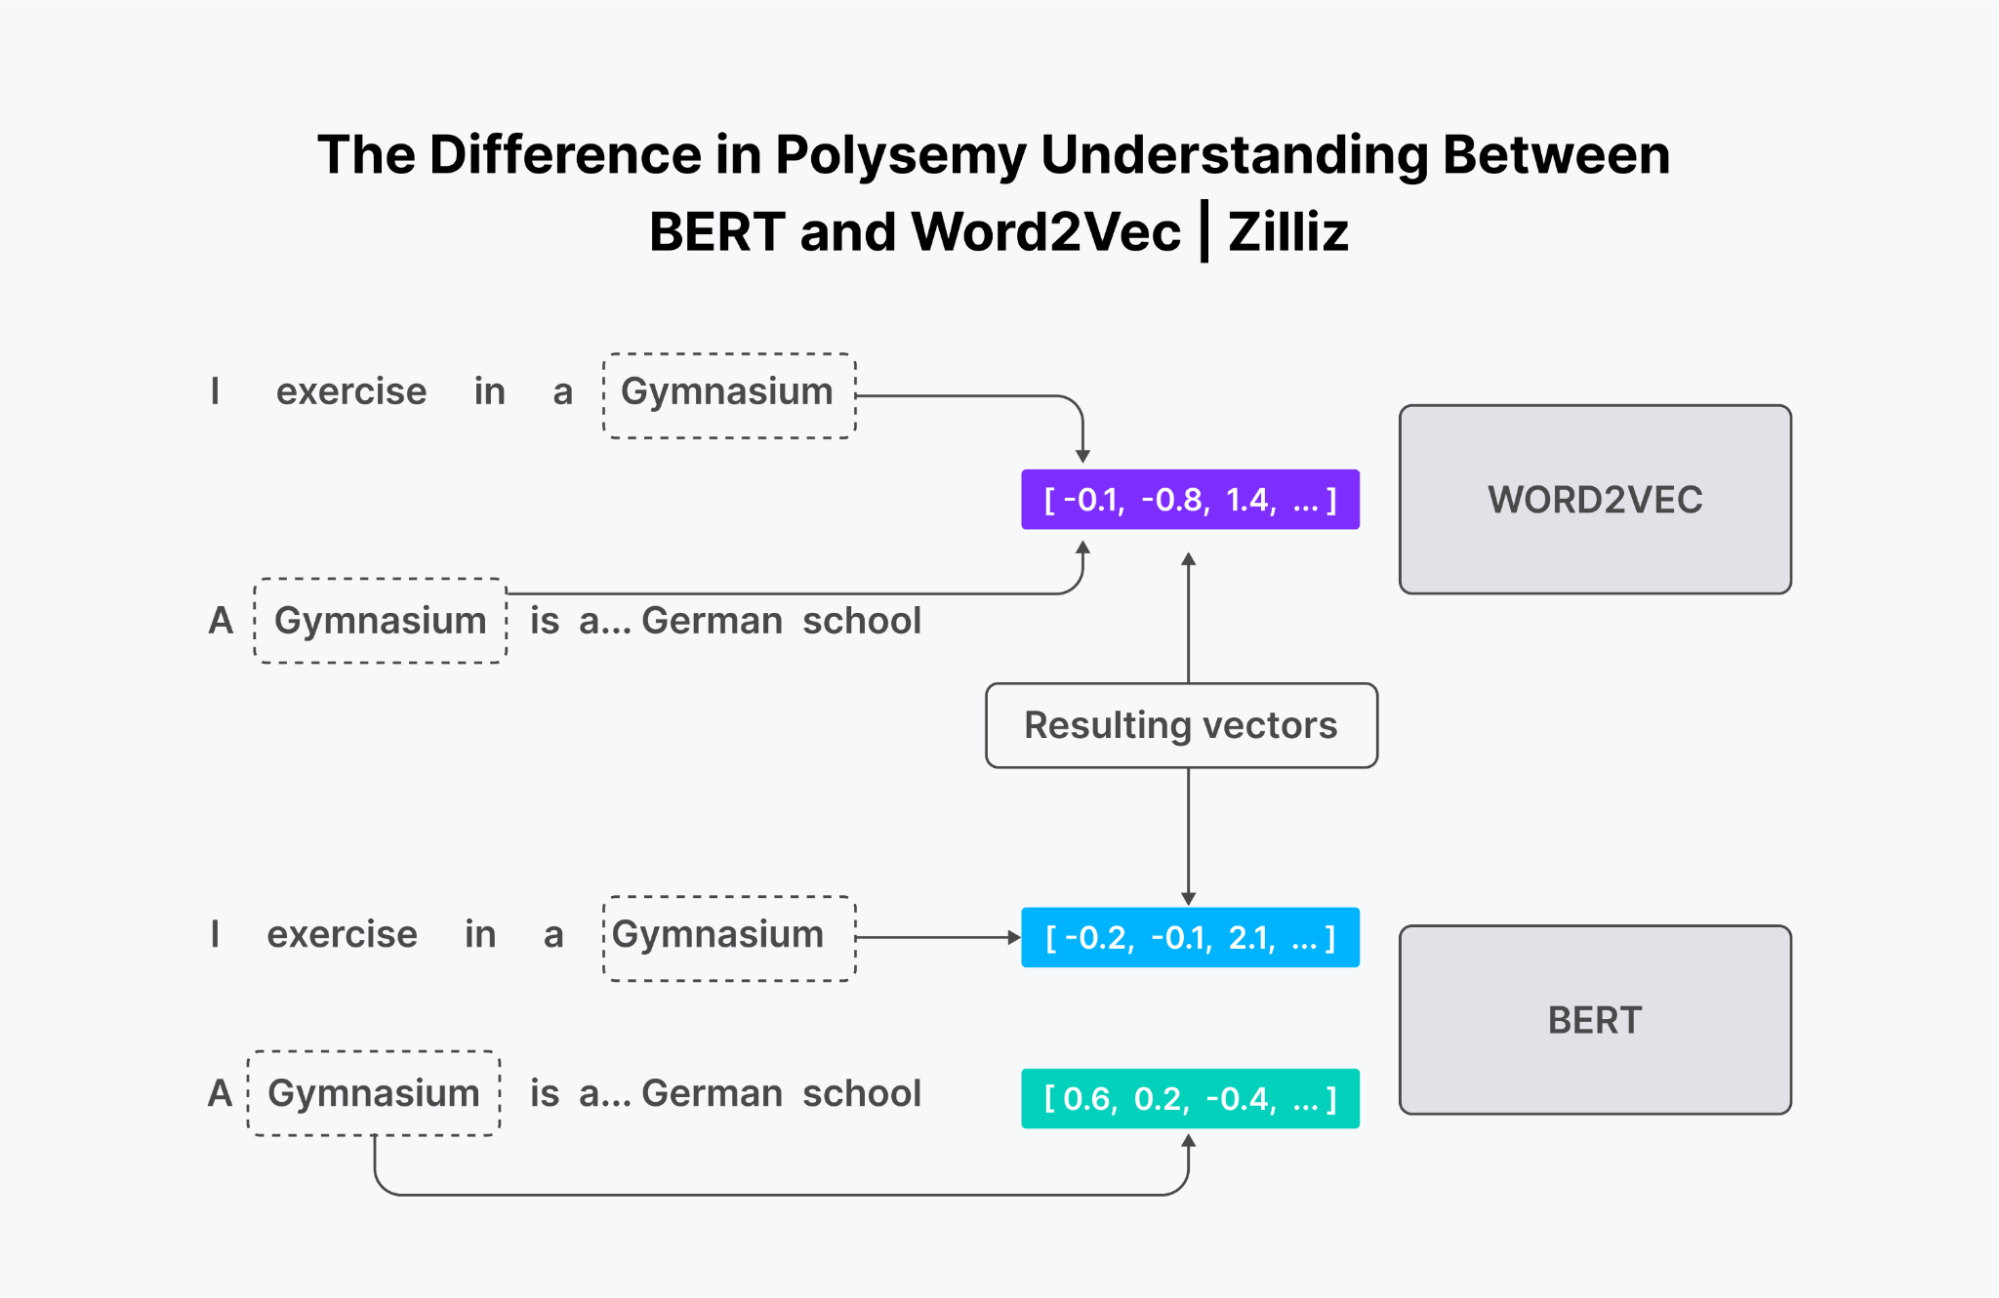 The Difference in Polysemy Understanding Between
BERT and Word2Vec | Zilliz
I exercise in a Gymnasium
[ -0.1, -0.8, 1.4, ... ]
WORD2VEC
A Gymnasium is a... German school
Resulting vectors
I exercise in a Gymnasium
[ -0.2, -0.1, 2.1, ... ]
BERT
A Gymnasium is a... German school
[ 0.6, 0.2, -0.4, ... ]